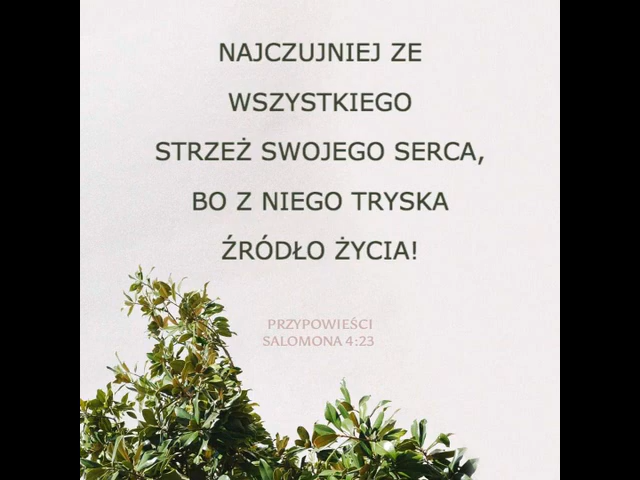 NAJCZUJNIEJ ZE
WSZYSTKIEGO
STRZEŻ SWOJEGO SERCA,
BO Z NIEGO TRYSKA
ŹRÓDŁO ŻYCIA!
PRZYPOWIEŚCI
SALOMONA 4:23